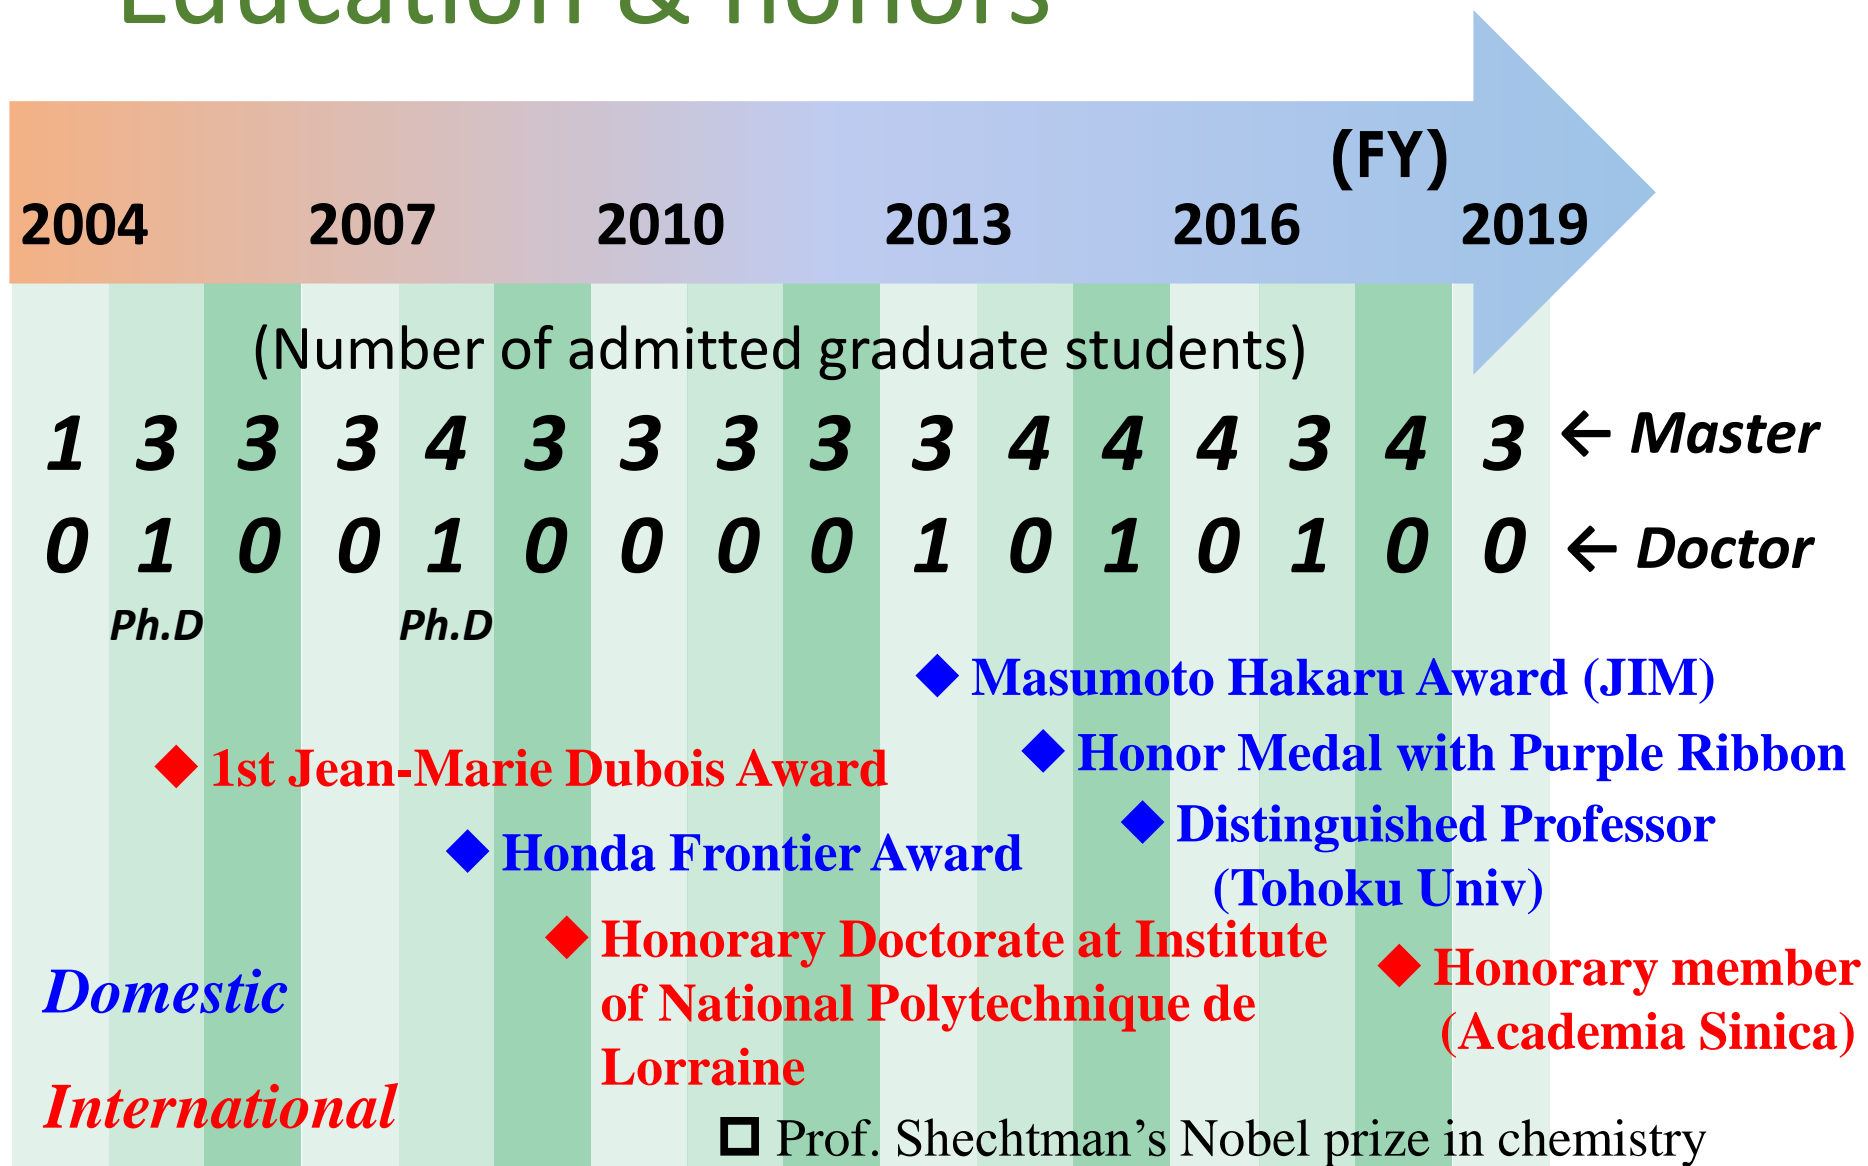 Education & honors
(FY)
2004 2007 2010 2013 2016 2019
(Number of admitted graduate students)
1 3 3 3 4 3 3 3 3 3 4 4 4 3 4 3 ← Master
0 1 0 0 1 0 0 0 0 1 0 1 0 1 0 0 ← Doctor
Ph.D Ph.D
◆ Masumoto Hakaru Award (JIM)
◆ Honor Medal with Purple Ribbon
◆ 1st Jean-Marie Dubois Award
◆ Distinguished Professor
(Tohoku Univ)
◆ Honda Frontier Award
◆ Honorary Doctorate at Institute
of National Polytechnique de
Lorraine
◆ Honorary member
(Academia Sinica)
Domestic
International
□ Prof. Shechtman’s Nobel prize in chemistry